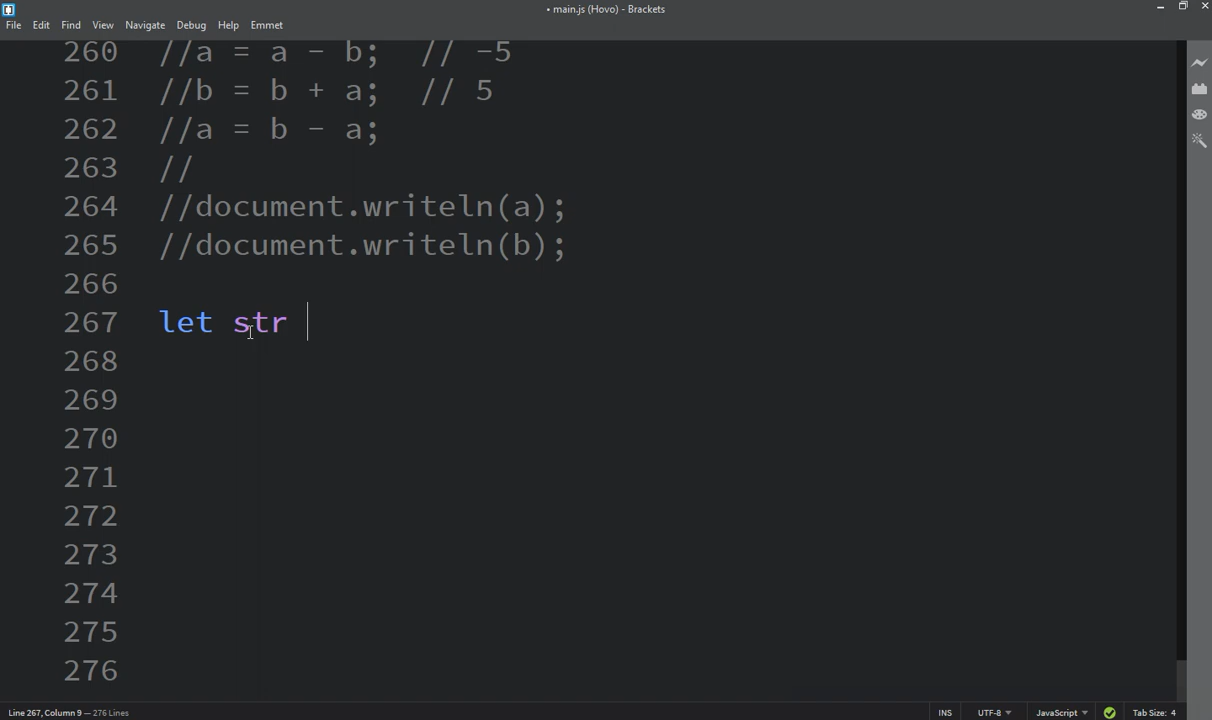 • main.js (Hovo) - Brackets
File Edit Find View Navigate Debug Help Emmet
260 //a = a - b;  // -5
261 //b = b + a;  // 5
262 //a = b - a;
263 //
264 //document.writeln(a);
265 //document.writeln(b);
266
267 let str
268
269
270
271
272
273
274
275
276
Line 267, Column 9 — 276 Lines INS UTF-8 JavaScript Tab Size: 4